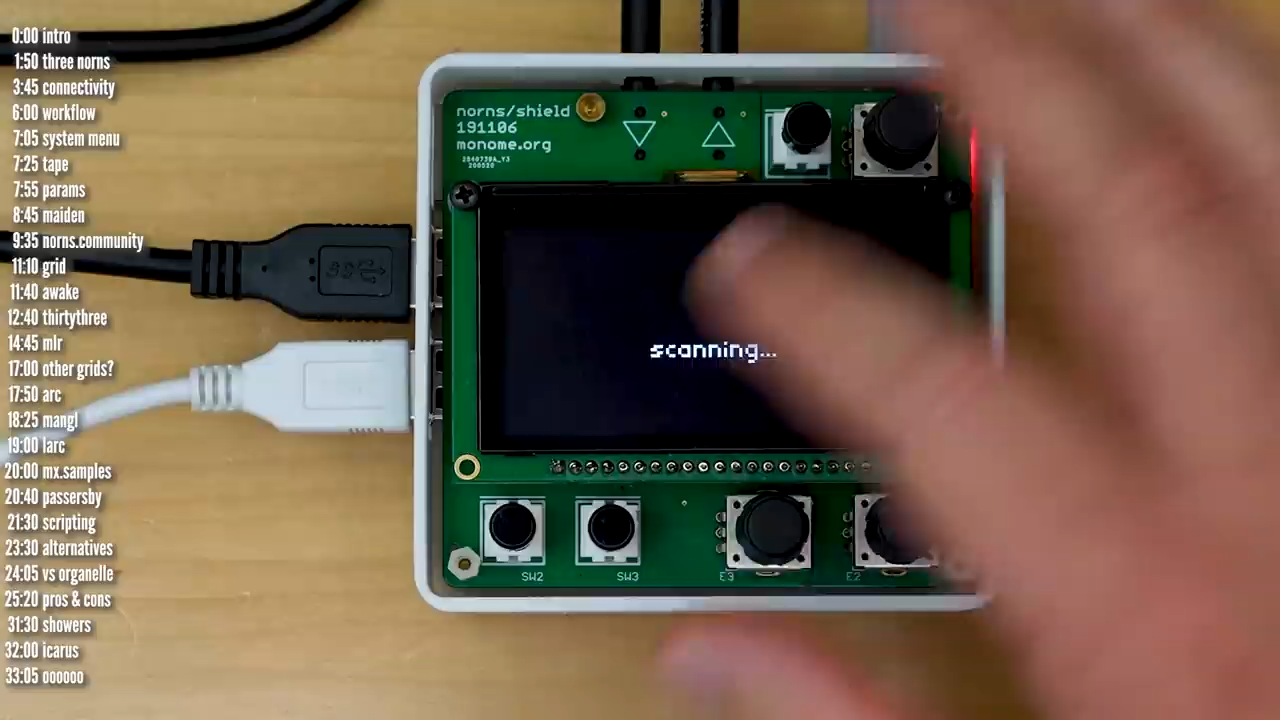 0:00 intro
1:50 three norns
3:45 connectivity
6:00 workflow
7:05 system menu
7:25 tape
7:55 params
8:45 maiden
9:35 norns.community
11:10 grid
11:40 awake
12:40 thirtythree
14:45 mlr
17:00 other grids?
17:50 arc
18:25 mangl
19:00 larc
20:00 mx.samples
20:40 passersby
21:30 scripting
23:30 alternatives
24:05 vs organelle
25:20 pros & cons
31:30 showers
32:00 icarus
33:05 oooooo
norns/shield
191106
monome.org
200520
scanning...
SW2
SW3
E3
E2